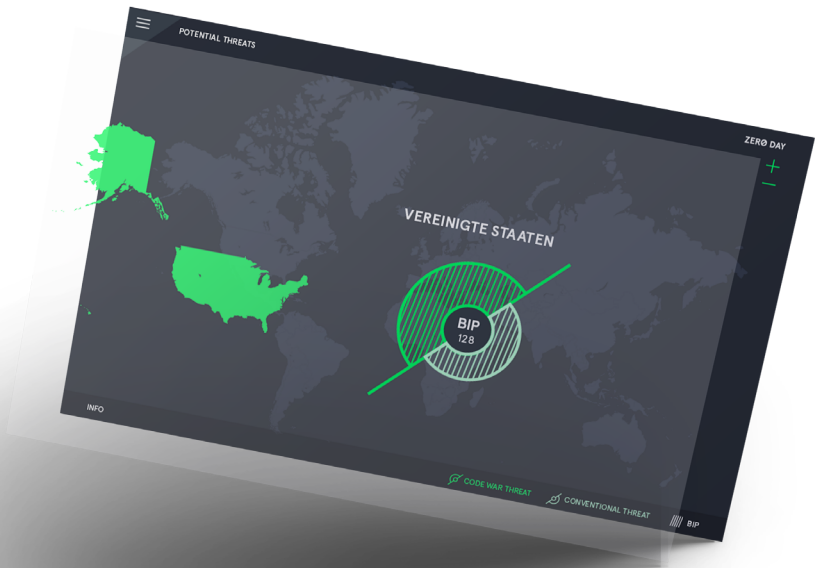 POTENTIAL THREATS
ZERØ DAY
VEREINIGTE STAATEN
BIP
128
INFO
CODE WAR THREAT
CONVENTIONAL THREAT
BIP